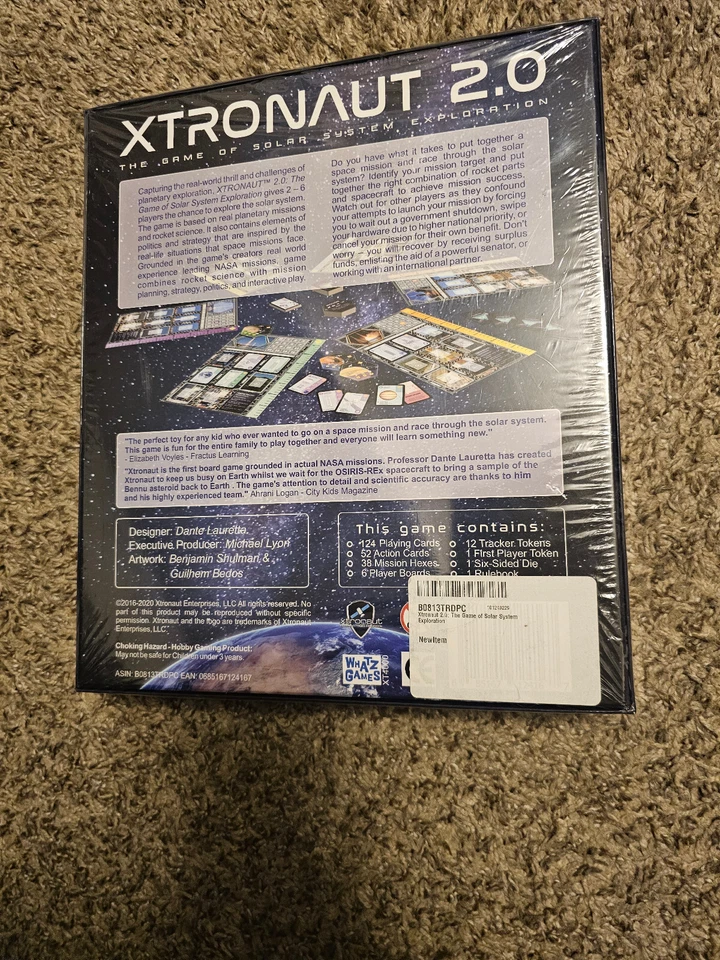 XTRONAUT 2.0
THE GAME OF SOLAR SYSTEM EXPLORATION
Capturing the real-world thrill and challenges of
planetary exploration, XTRONAUT™ 2.0: The
Game of Solar System Exploration gives 2 – 6
players the chance to explore the solar system.
The game is based on real planetary missions
and rocket science. It also contains elements of
politics and strategy that are inspired by the
real-life situations that space missions face.
Grounded in the game's creators real world
experience leading NASA missions, game
combines rocket science with mission
planning, strategy, politics, and interactive play.
Do you have what it takes to put together a
space mission and race through the solar
system? Identify your mission target and put
together the right combination of rocket parts
and spacecraft to achieve mission success.
Watch out for other players as they confound
your attempts to launch your mission by forcing
you to wait out a government shutdown, swipe
your hardware due to higher national priority, or
cancel your mission for their own benefit. Don't
worry – you will recover by receiving surplus
funds, enlisting the aid of a powerful senator, or
working with an international partner.
"The perfect toy for any kid who ever wanted to go on a space mission and race through the solar system.
This game is fun for the entire family to play together and everyone will learn something new."
- Elizabeth Voyles - Fractus Learning
"Xtronaut is the first board game grounded in actual NASA missions. Professor Dante Lauretta has created
Xtronaut to keep us busy on Earth whilst we wait for the OSIRIS-REx spacecraft to bring a sample of the
Bennu asteroid back to Earth . The game's attention to detail and scientific accuracy are thanks to him
and his highly experienced team." Ahrani Logan - City Kids Magazine
Designer: Dante Lauretta
Executive Producer: Michael Lyon
Artwork: Benjamin Shulman &
Guilhem Bedos
This game contains:
124 Playing Cards
52 Action Cards
38 Mission Hexes
6 Player Boards
12 Tracker Tokens
1 First Player Token
1 Six-Sided Die
1 Rulebook
©2016-2020 Xtronaut Enterprises, LLC All rights reserved. No
part of this product may be reproduced without specific
permission. Xtronaut and the logo are trademarks of Xtronaut
Enterprises, LLC.
Choking Hazard - Hobby Gaming Product:
May not be safe for Children under 3 years.
ASIN: B0813TRDPC EAN: 0665167124167
xtronaut
WHATZ
GAMES
B0813TRDPC
Xtronaut 2.0: The Game of Solar System
Exploration
NewItem